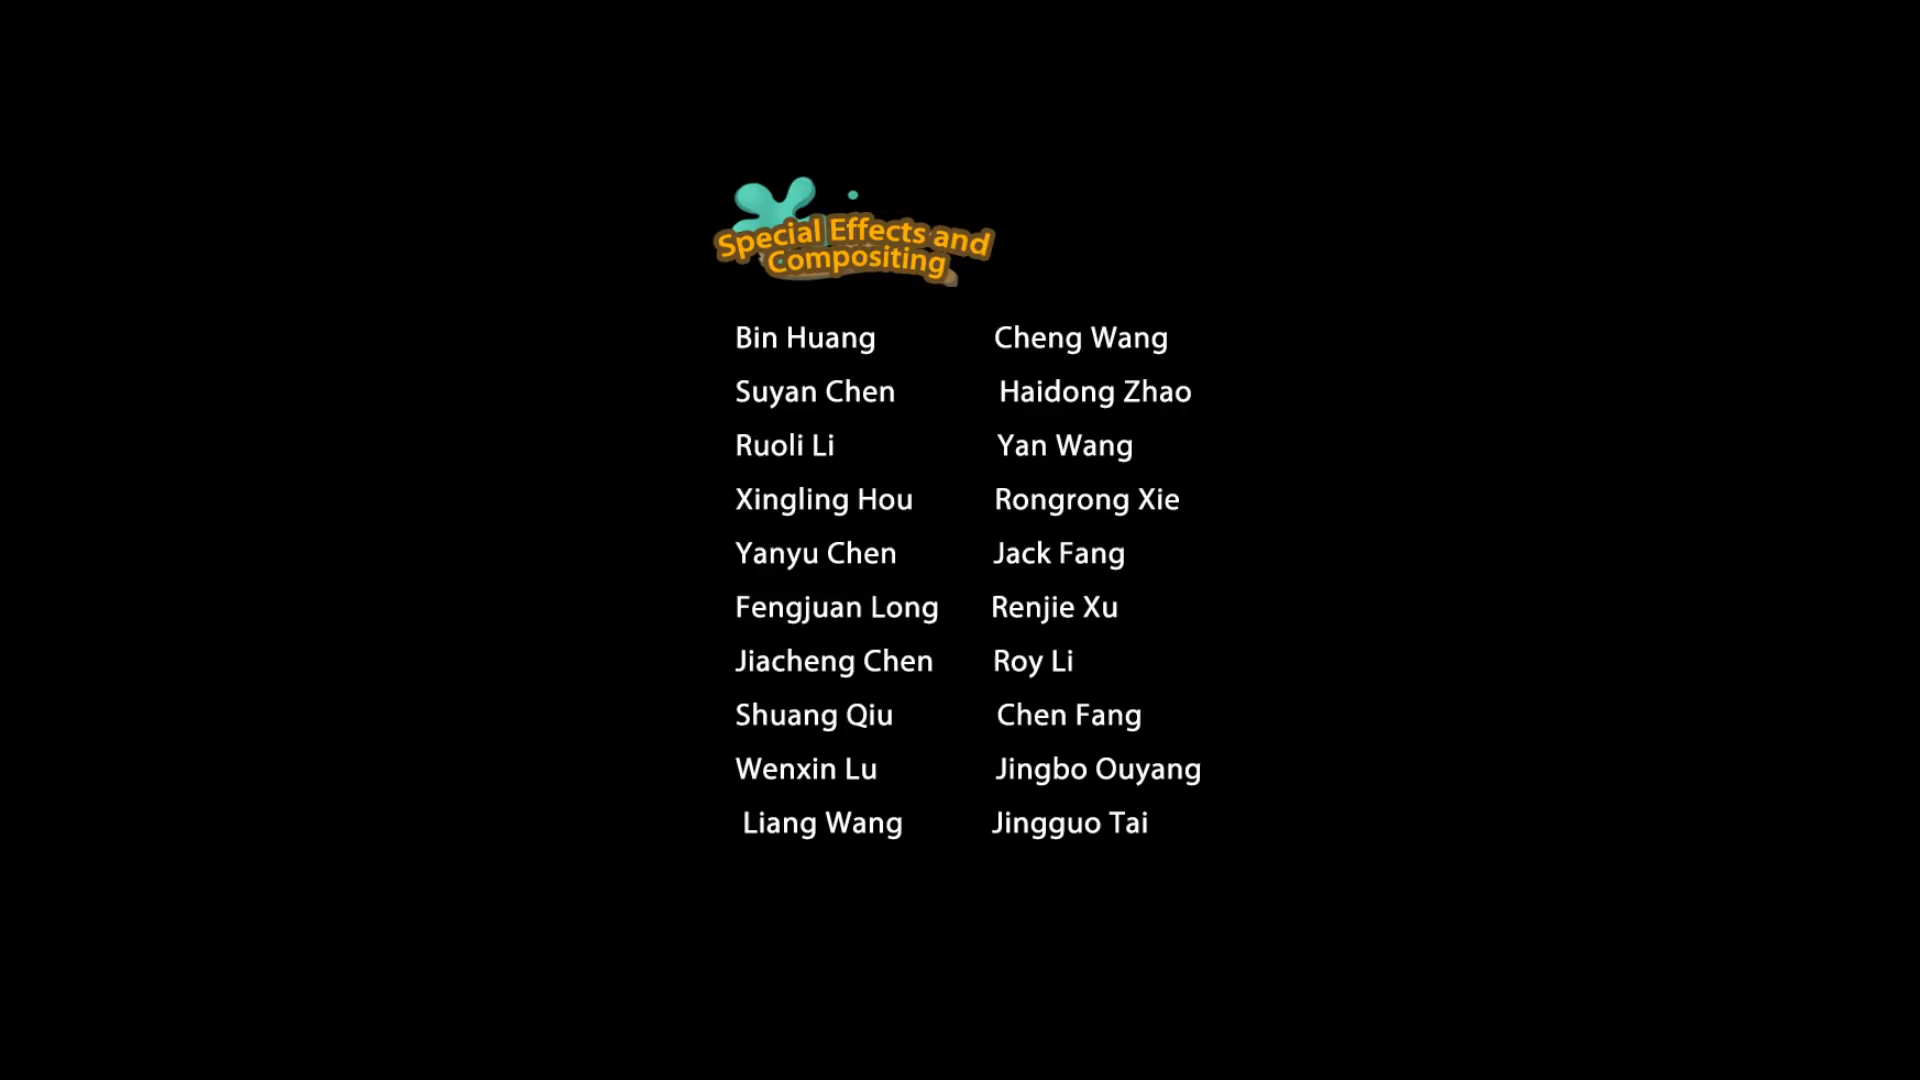 Special Effects and
Compositing
Bin Huang Cheng Wang
Suyan Chen Haidong Zhao
Ruoli Li Yan Wang
Xingling Hou Rongrong Xie
Yanyu Chen Jack Fang
Fengjuan Long Renjie Xu
Jiacheng Chen Roy Li
Shuang Qiu Chen Fang
Wenxin Lu Jingbo Ouyang
Liang Wang Jingguo Tai